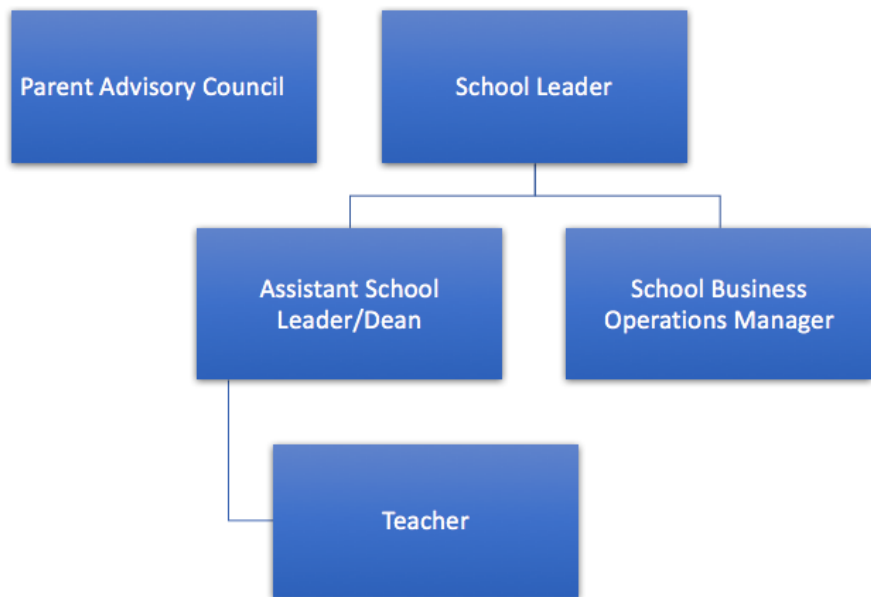 Parent Advisory Council
School Leader
Assistant School
Leader/Dean
School Business
Operations Manager
Teacher